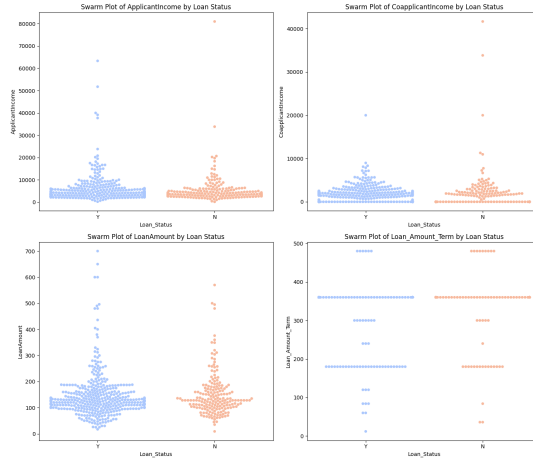 Swarm Plot of ApplicantIncome by Loan Status
80000
70000
60000
50000
40000
30000
20000
10000
0
ApplicantIncome
Y
N
Loan_Status
Swarm Plot of CoapplicantIncome by Loan Status
40000
30000
20000
10000
0
CoapplicantIncome
Y
N
Loan_Status
Swarm Plot of LoanAmount by Loan Status
700
600
500
400
300
200
100
0
LoanAmount
Y
N
Loan_Status
Swarm Plot of Loan_Amount_Term by Loan Status
500
400
300
200
100
0
Loan_Amount_Term
Y
N
Loan_Status